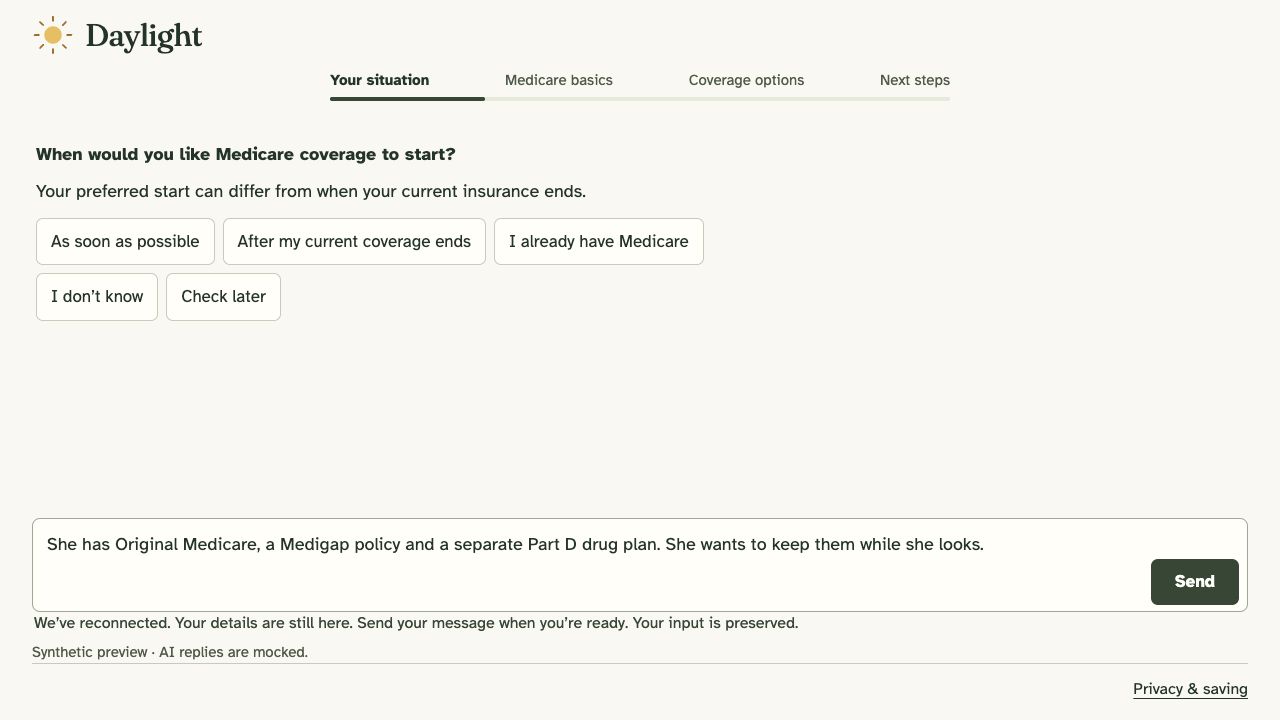 Daylight
Your situation
Medicare basics
Coverage options
Next steps
When would you like Medicare coverage to start?
Your preferred start can differ from when your current insurance ends.
As soon as possible
After my current coverage ends
I already have Medicare
I don’t know
Check later
She has Original Medicare, a Medigap policy and a separate Part D drug plan. She wants to keep them while she looks.
Send
We’ve reconnected. Your details are still here. Send your message when you’re ready. Your input is preserved.
Synthetic preview · AI replies are mocked.
Privacy & saving